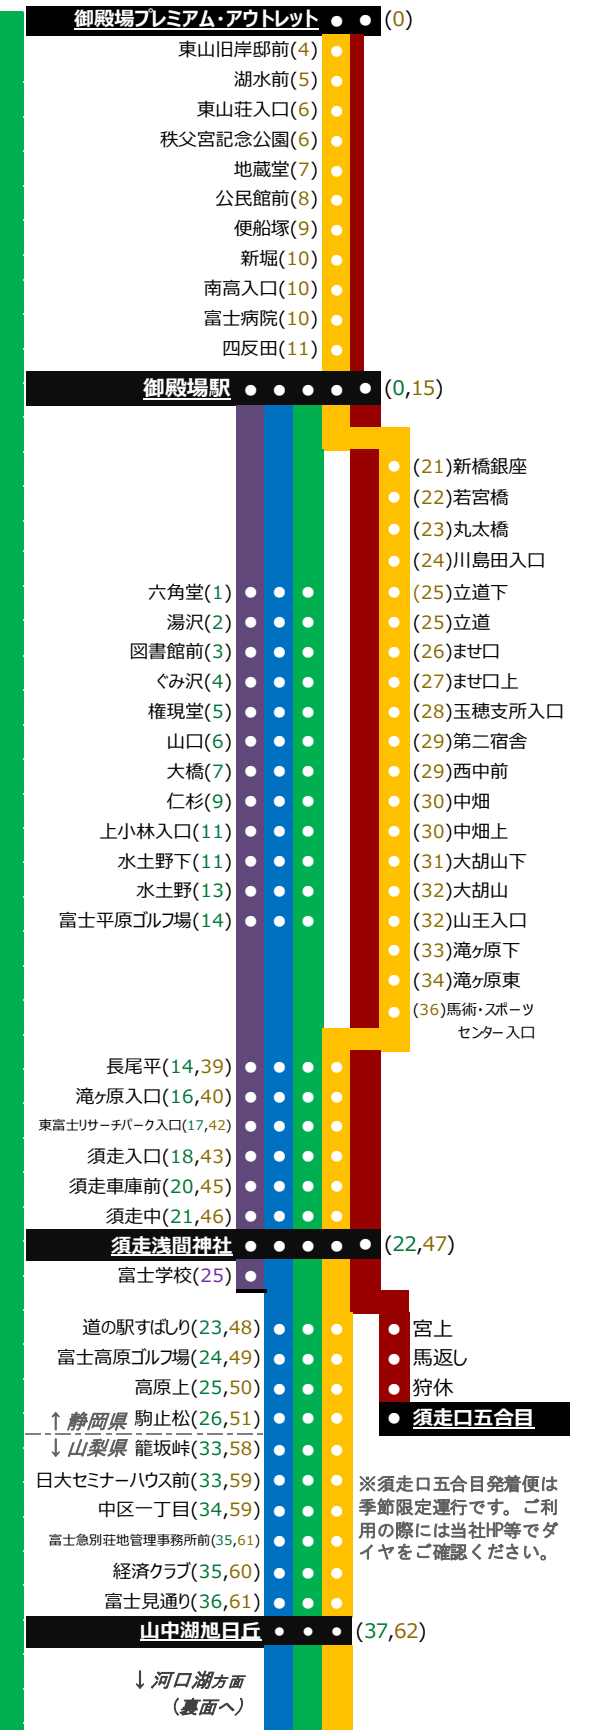 御殿場プレミアム・アウトレット (0)
東山旧岸邸前(4)
湖水前(5)
東山荘入口(6)
秩父宮記念公園(6)
地蔵堂(7)
公民館前(8)
便船塚(9)
新堀(10)
南高入口(10)
富士病院(10)
四反田(11)
御殿場駅 (0,15)
(21)新橋銀座
(22)若宮橋
(23)丸太橋
(24)川島田入口
六角堂(1) (25)立道下
湯沢(2) (25)立道
図書館前(3) (26)ませ口
ぐみ沢(4) (27)ませ口上
権現堂(5) (28)玉穂支所入口
山口(6) (29)第二宿舎
大橋(7) (29)西中前
仁杉(9) (30)中畑
上小林入口(11) (30)中畑上
水土野下(11) (31)大胡山下
水土野(13) (32)大胡山
富士平原ゴルフ場(14) (32)山王入口
(33)滝ヶ原下
(34)滝ヶ原東
(36)馬術・スポーツ
センター入口
長尾平(14,39)
滝ヶ原入口(16,40)
東富士リサーチパーク入口(17,42)
須走入口(18,43)
須走車庫前(20,45)
須走中(21,46)
須走浅間神社 (22,47)
富士学校(25)
道の駅すばしり(23,48) 宮上
富士高原ゴルフ場(24,49) 馬返し
高原上(25,50) 狩休
↑静岡県 駒止松(26,51) 須走口五合目
↓山梨県 籠坂峠(33,58)
日大セミナーハウス前(33,59)
中区一丁目(34,59)
富士急別荘地管理事務所前(35,61)
経済クラブ(35,60)
富士見通り(36,61)
※須走口五合目発着便は
季節限定運行です。ご利
用の際には当社HP等でダ
イヤをご確認ください。
山中湖旭日丘 (37,62)
↓河口湖方面
(裏面へ)